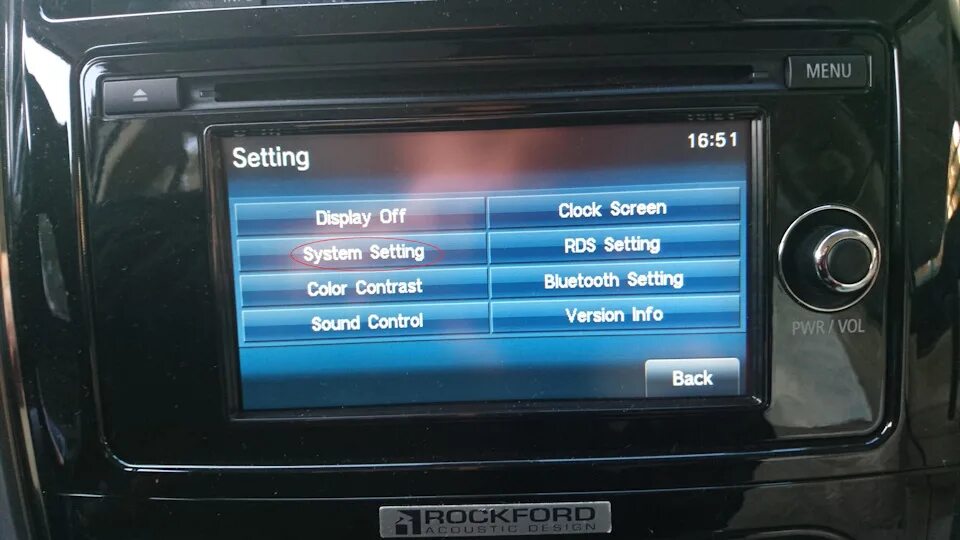 MENU
16:51
Setting
Display Off
Clock Screen
System Setting
RDS Setting
Color Contrast
Bluetooth Setting
Sound Control
Version Info
Back
PWR / VOL
ROCKFORD
ACOUSTIC DESIGN